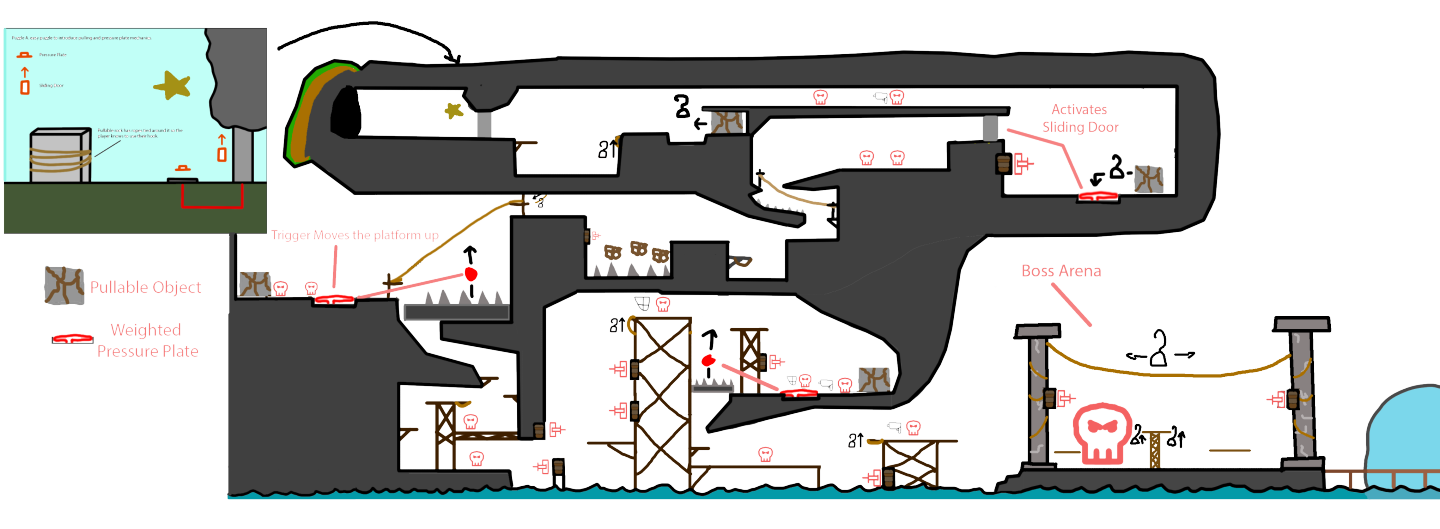 Pressure Plate
Sliding Door
Trigger Moves the platform up
Pullable Object
Weighted
Pressure Plate
Activates
Sliding Door
Boss Arena